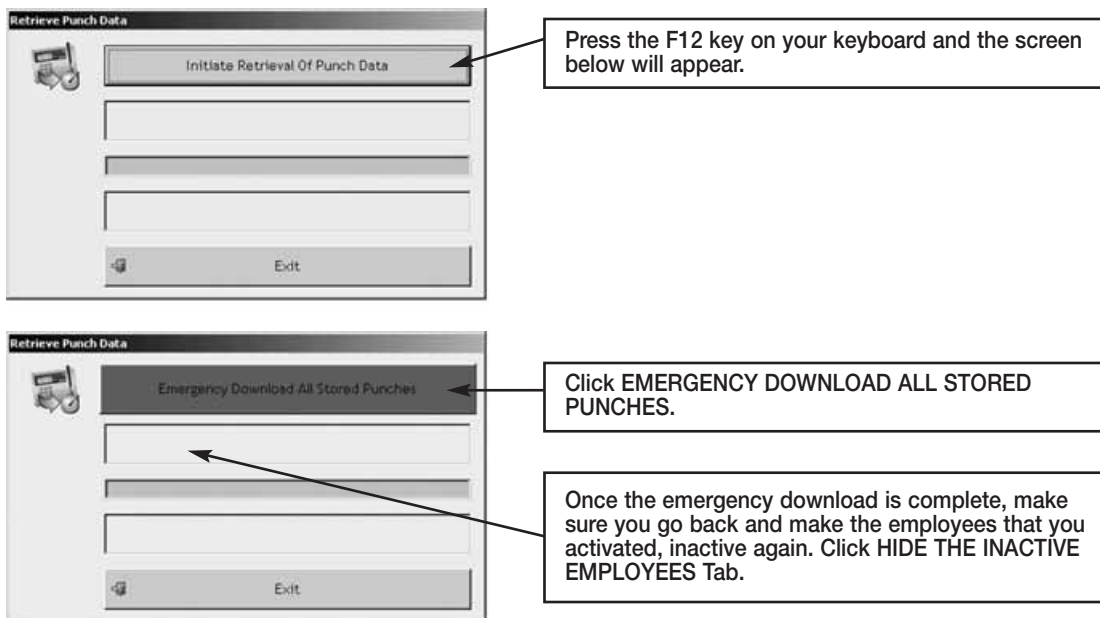 Retrieve Punch Data
Initiate Retrieval Of Punch Data
Press the F12 key on your keyboard and the screen
below will appear.
Exit
Retrieve Punch Data
Emergency Download All Stored Punches
Click EMERGENCY DOWNLOAD ALL STORED
PUNCHES.
Once the emergency download is complete, make
sure you go back and make the employees that you
activated, inactive again. Click HIDE THE INACTIVE
EMPLOYEES Tab.
Exit